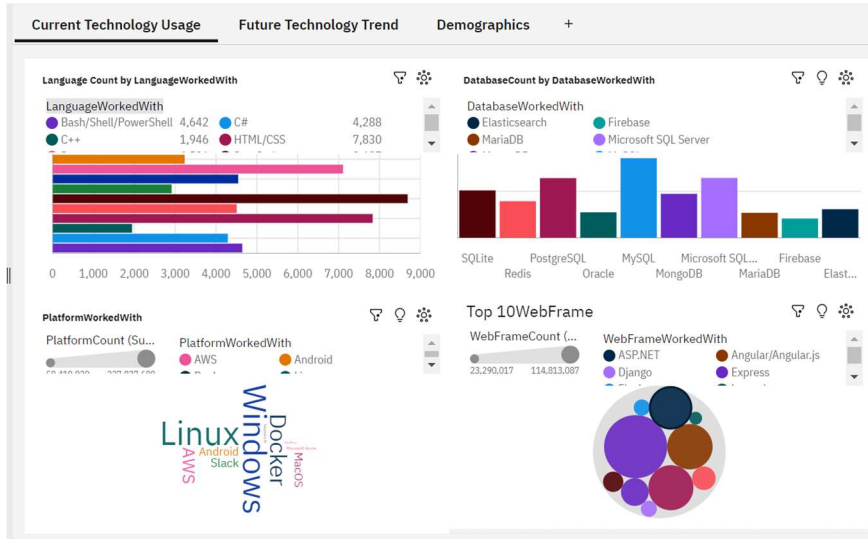 Current Technology Usage
Future Technology Trend
Demographics
+
Language Count by LanguageWorkedWith
LanguageWorkedWith
Bash/Shell/PowerShell 4,642 C# 4,288
C++ 1,946 HTML/CSS 7,830
0 1,000 2,000 3,000 4,000 5,000 6,000 7,000 8,000 9,000
DatabaseCount by DatabaseWorkedWith
DatabaseWorkedWith
Elasticsearch Firebase
MariaDB Microsoft SQL Server
SQLite PostgreSQL MySQL Microsoft SQL... Firebase
Redis Oracle MongoDB MariaDB Elast...
PlatformWorkedWith
PlatformCount (Su...
PlatformWorkedWith
AWS Android
Windows
Linux
Docker
Android
Slack
AWS
MacOS
Top 10WebFrame
WebFrameCount (...
23,290,017 114,813,087
WebFrameWorkedWith
ASP.NET Angular/Angular.js
Django Express